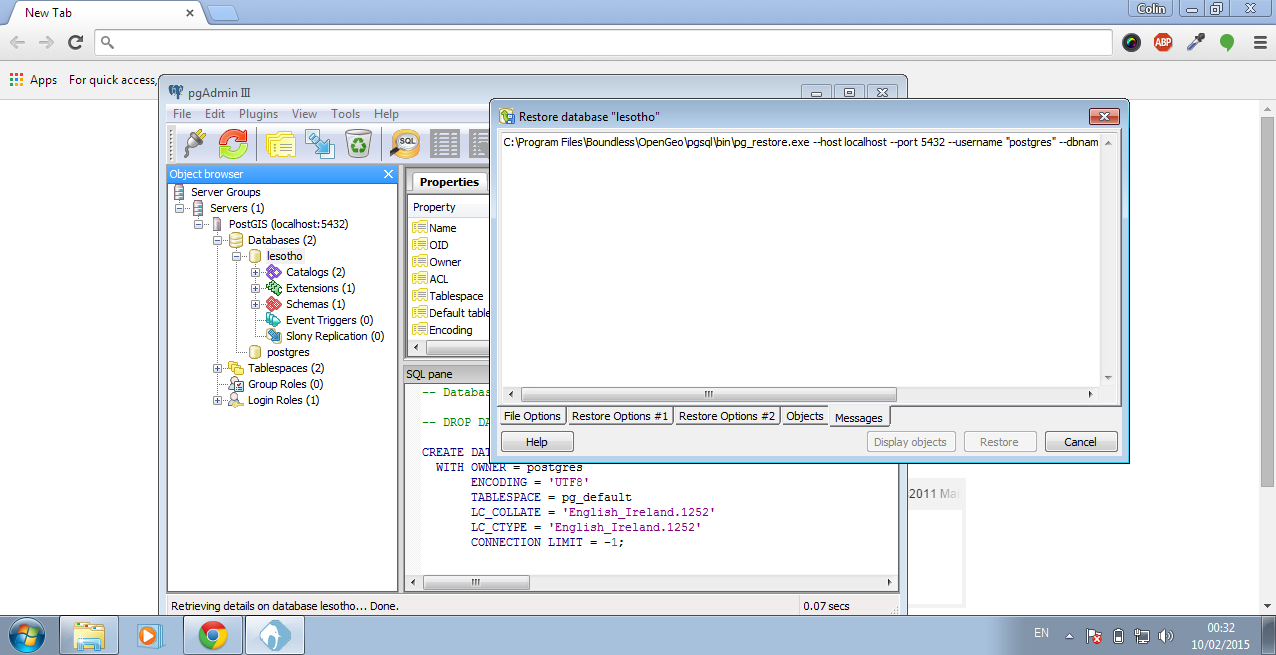 New Tab
Colin
ABP
Apps
For quick access,
pgAdmin III
File Edit Plugins View Tools Help
SQL
Object browser
Server Groups
Servers (1)
PostGIS (localhost:5432)
Databases (2)
lesotho
Catalogs (2)
Extensions (1)
Schemas (1)
Event Triggers (0)
Slony Replication (0)
postgres
Tablespaces (2)
Group Roles (0)
Login Roles (1)
Properties
Property
Name
OID
Owner
ACL
Tablespace
Default table
Encoding
SQL pane
-- Databas
-- DROP DA
CREATE DAT
WITH OWNER = postgres
ENCODING = 'UTF8'
TABLESPACE = pg_default
LC_COLLATE = 'English_Ireland.1252'
LC_CTYPE = 'English_Ireland.1252'
CONNECTION LIMIT = -1;
Retrieving details on database lesotho... Done.
0.07 secs
Restore database "lesotho"
C:\Program Files\Boundless\OpenGeo\pgsql\bin\pg_restore.exe --host localhost --port 5432 --username "postgres" --dbnam
File Options Restore Options #1 Restore Options #2 Objects Messages
Help Display objects Restore Cancel
2011 Ma
EN
00:32
10/02/2015